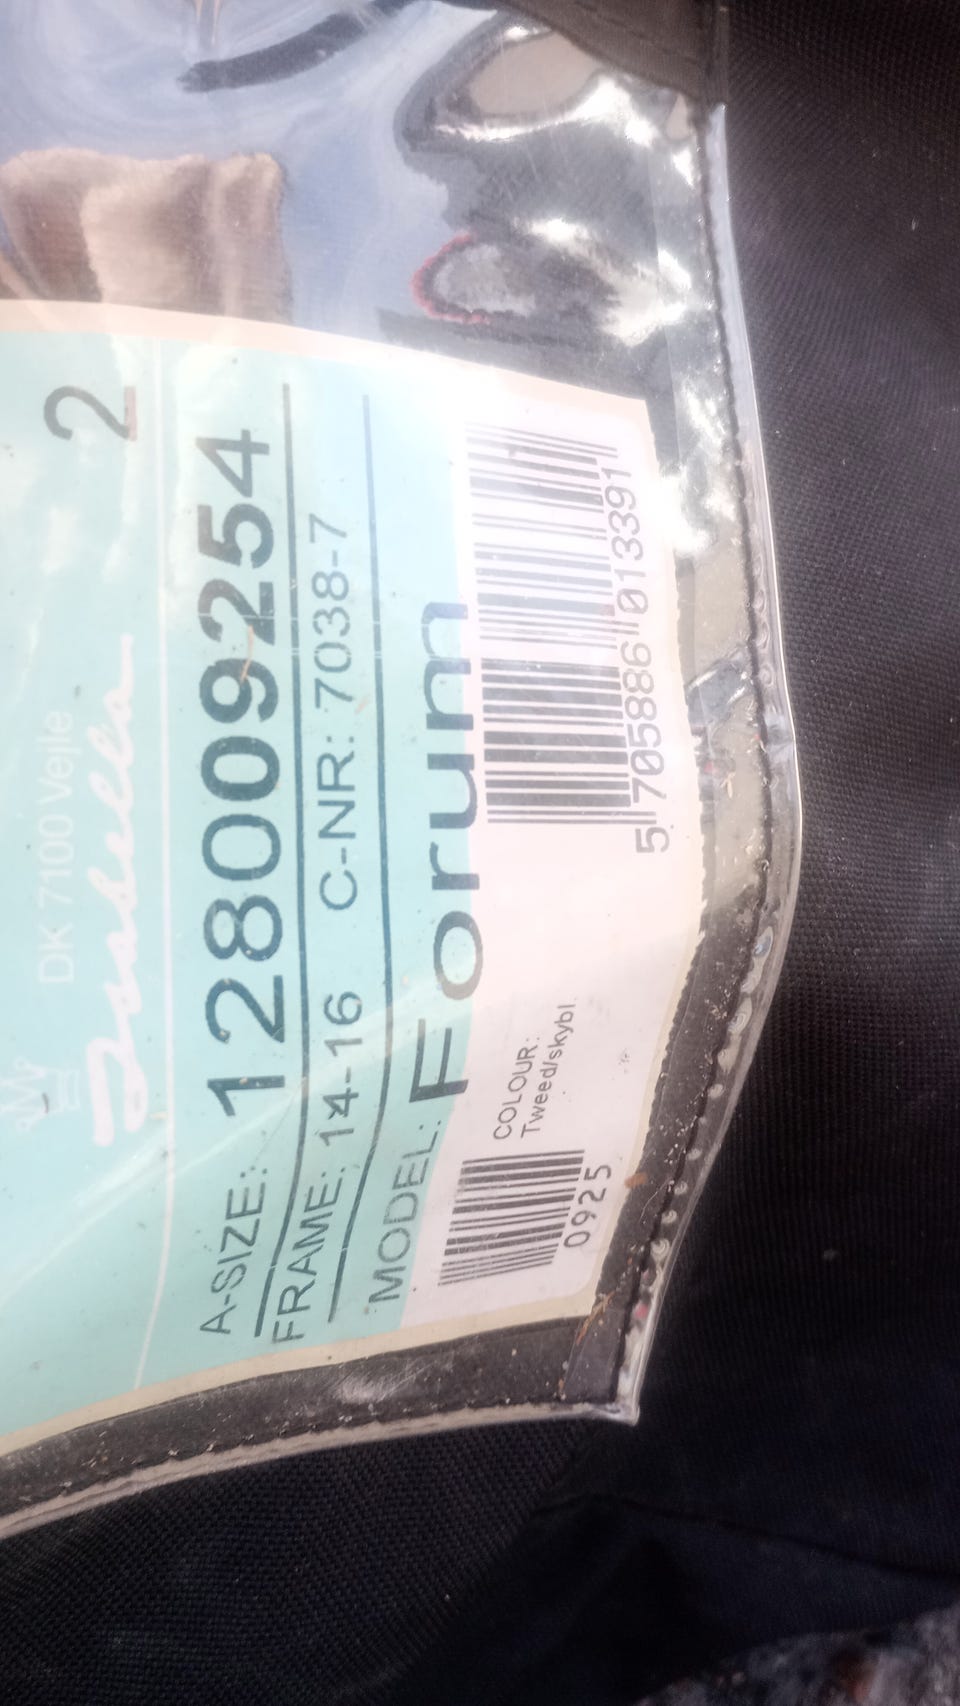 DK 7100 Vejle
Isabella
2
A-SIZE: 128009254
FRAME: 14-16 C-NR: 7038-7
MODEL: Forum
0925
COLOUR:
Tweed/skybl.
5 705886 013391